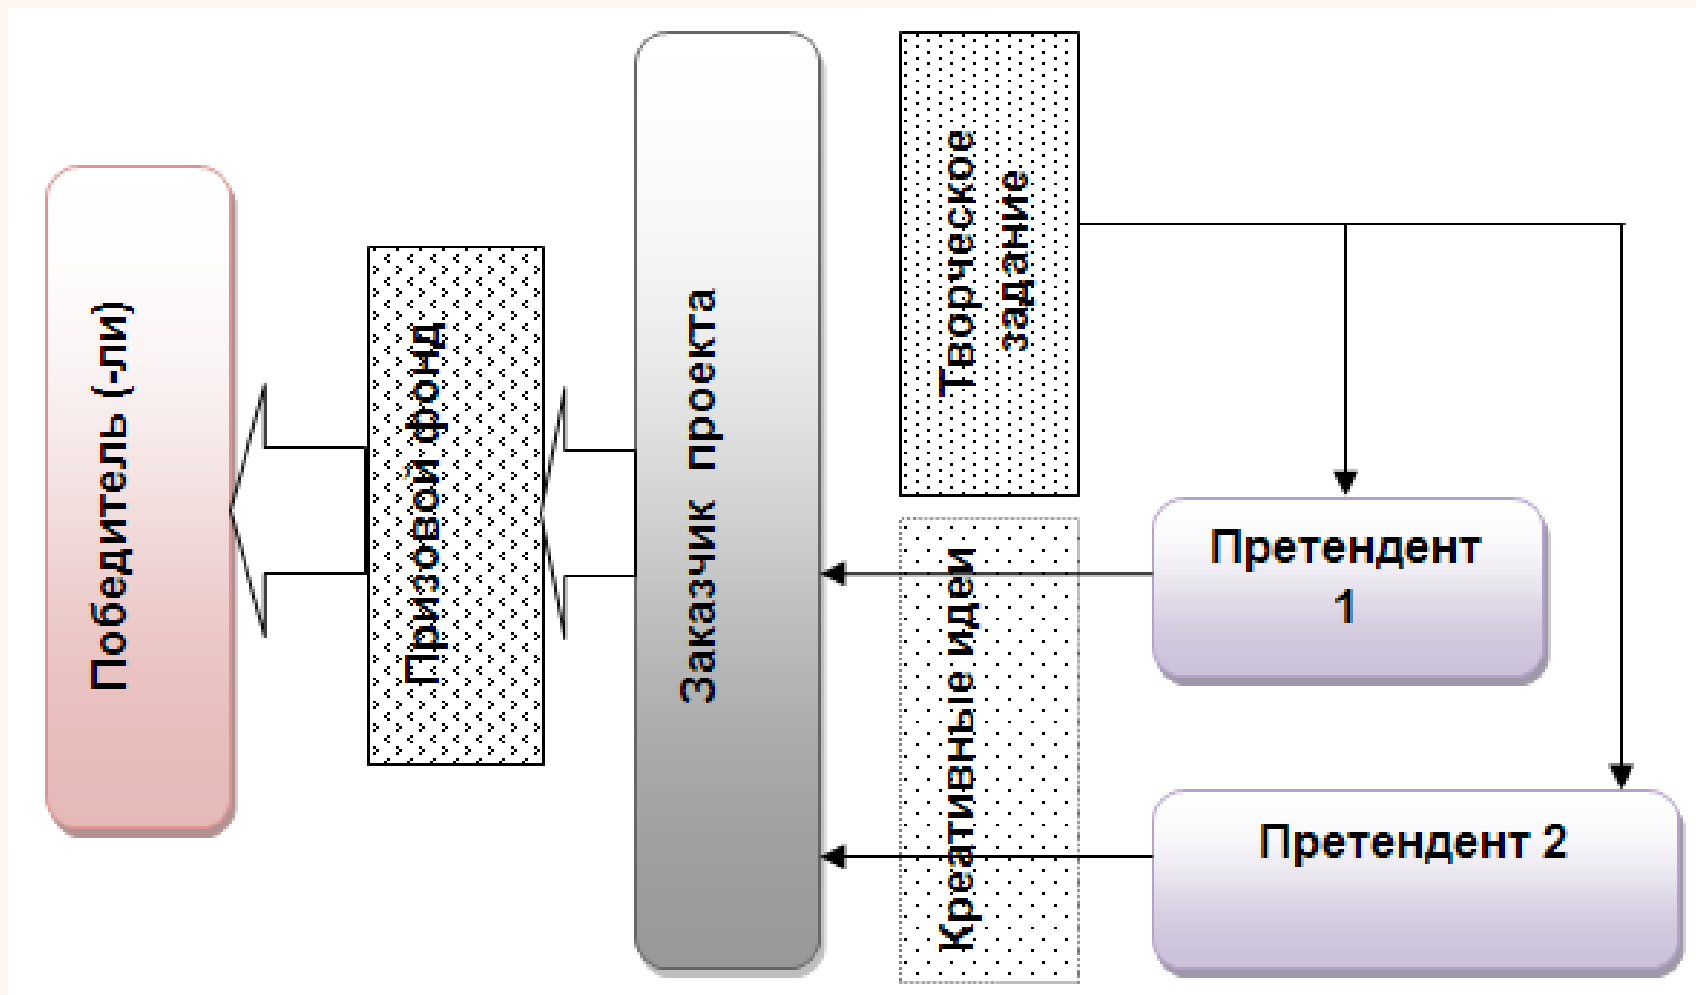 Победитель (-ли)
Призовой фонд
Заказчик проекта
Творческое
задание
Креативные идеи
Претендент
1
Претендент 2